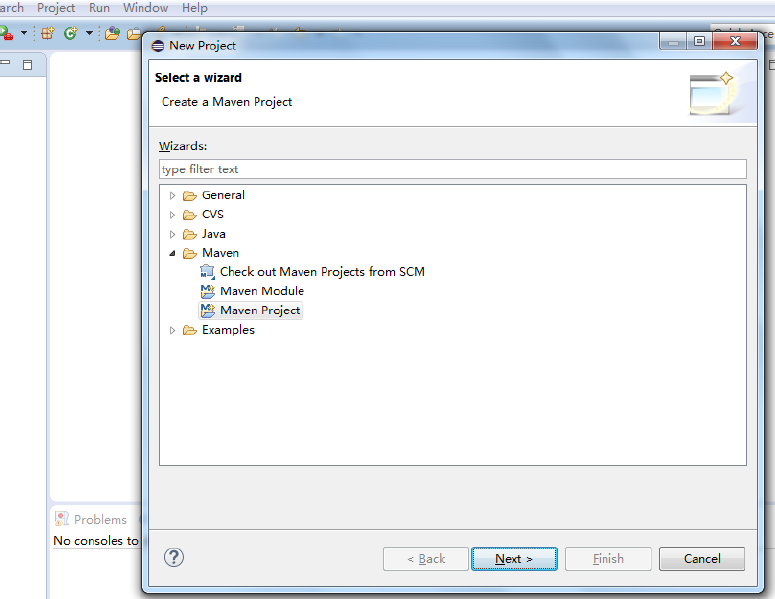 arch Project Run Window Help
New Project
Select a wizard
Create a Maven Project
Wizards:
type filter text
General
CVS
Java
Maven
Check out Maven Projects from SCM
Maven Module
Maven Project
Examples
Problems
No consoles to
< Back Next > Finish Cancel